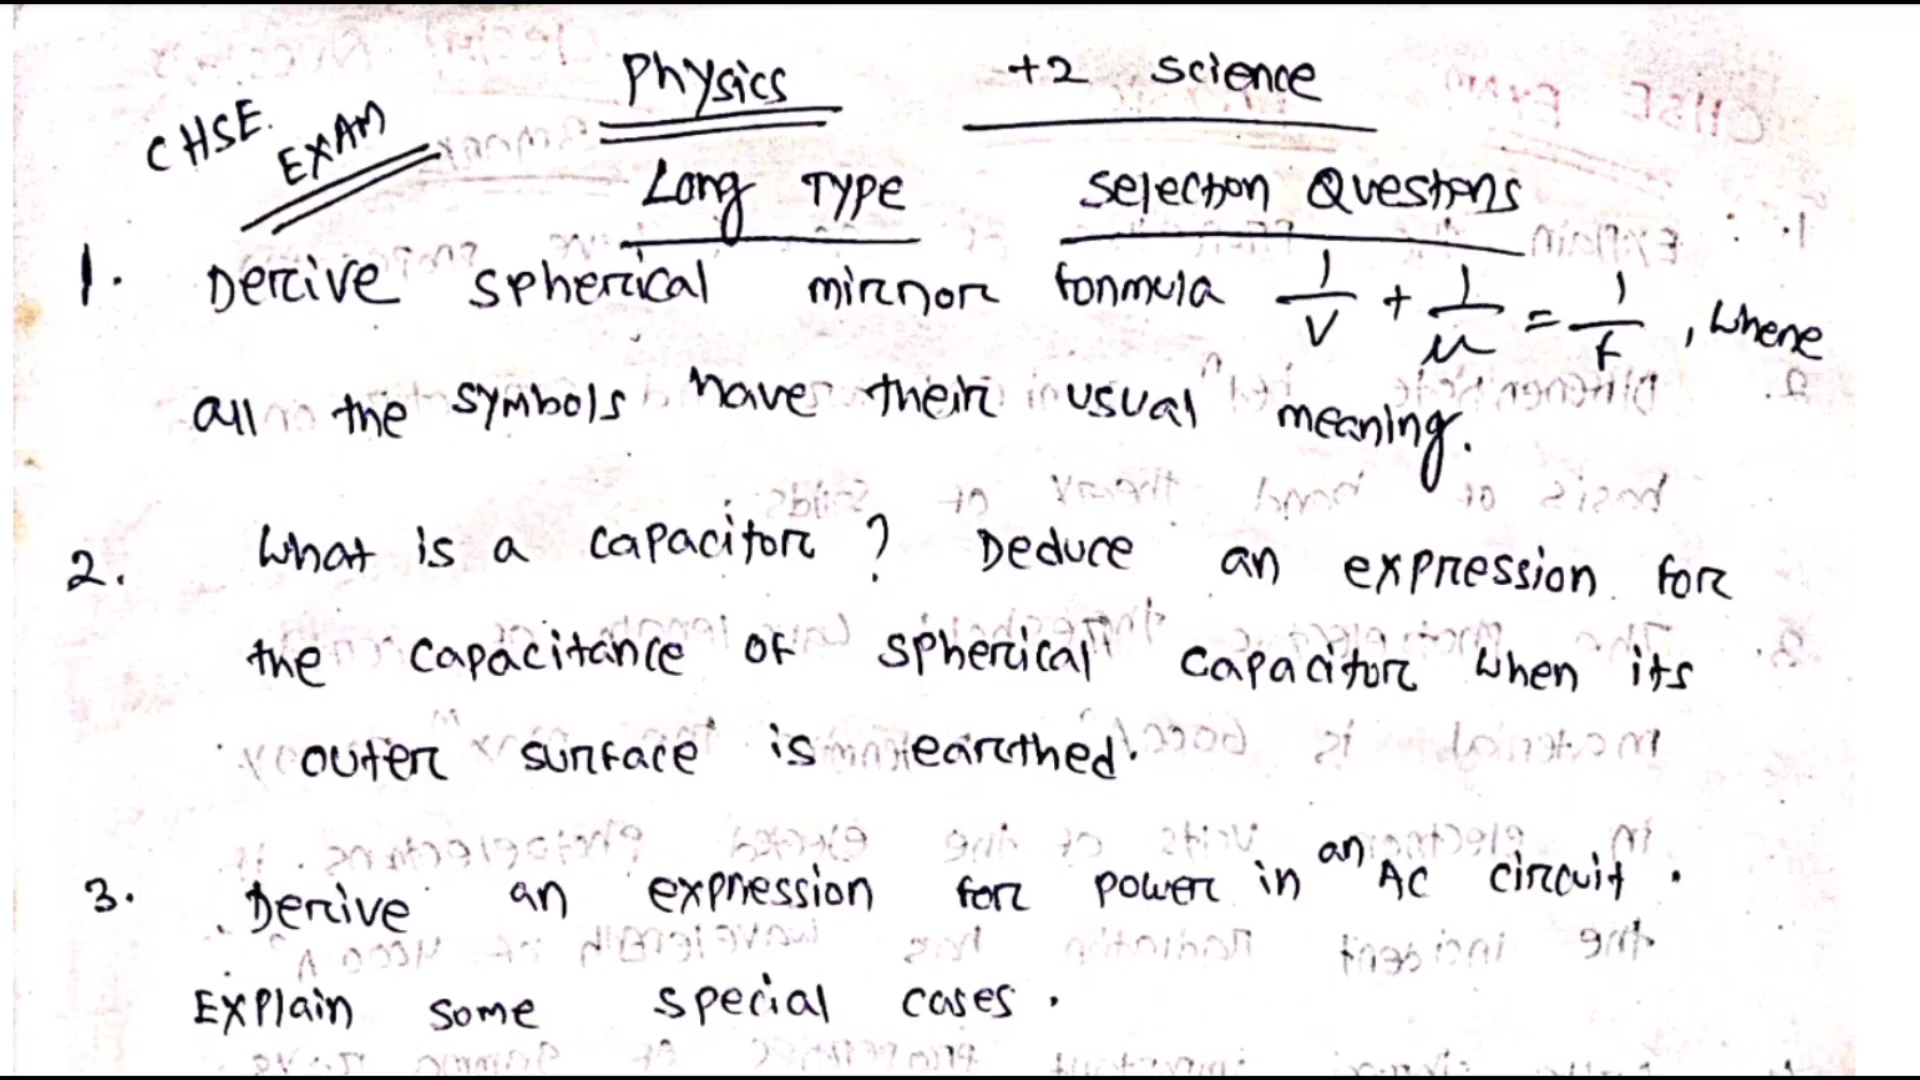 Physics +2 science
CHSE. EXAM
Long TYPE selection Questions
1. Derive spherical mirror formula 1/v + 1/u = 1/f, where
all the symbols have their usual meaning.
2. What is a capacitor? Deduce an expression for
the capacitance of spherical capacitor when its
outer surface is earthed.
3. Derive an expression for power in an AC circuit.
Explain some special cases.